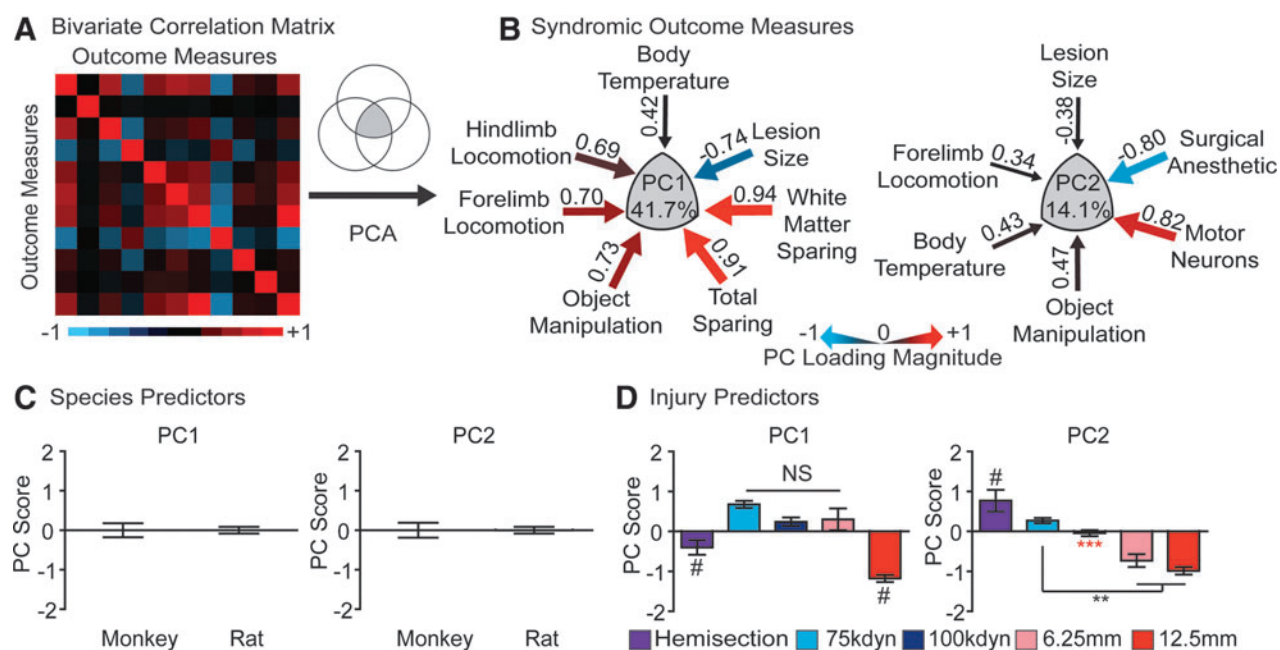 A Bivariate Correlation Matrix
Outcome Measures
Outcome Measures
-1
+1
PCA
B Syndromic Outcome Measures
Body
Temperature
0.42
Hindlimb
Locomotion
0.69
-0.74
Lesion
Size
PC1
41.7%
Forelimb
Locomotion
0.70
0.94
White
Matter
Sparing
0.73
Object
Manipulation
0.91
Total
Sparing
Lesion
Size
-0.38
Forelimb
Locomotion
0.34
-0.80
Surgical
Anesthetic
PC2
14.1%
Body
Temperature
0.43
0.82
Motor
Neurons
0.47
Object
Manipulation
-1 0 +1
PC Loading Magnitude
C Species Predictors
PC1
PC Score
2
1
0
-1
-2
Monkey Rat
PC2
PC Score
2
1
0
-1
-2
Monkey Rat
D Injury Predictors
PC1
PC Score
2
1
0
-1
-2
NS
#
#
PC2
PC Score
2
1
0
-1
-2
#
***
**
Hemisection 75kdyn 100kdyn 6.25mm 12.5mm